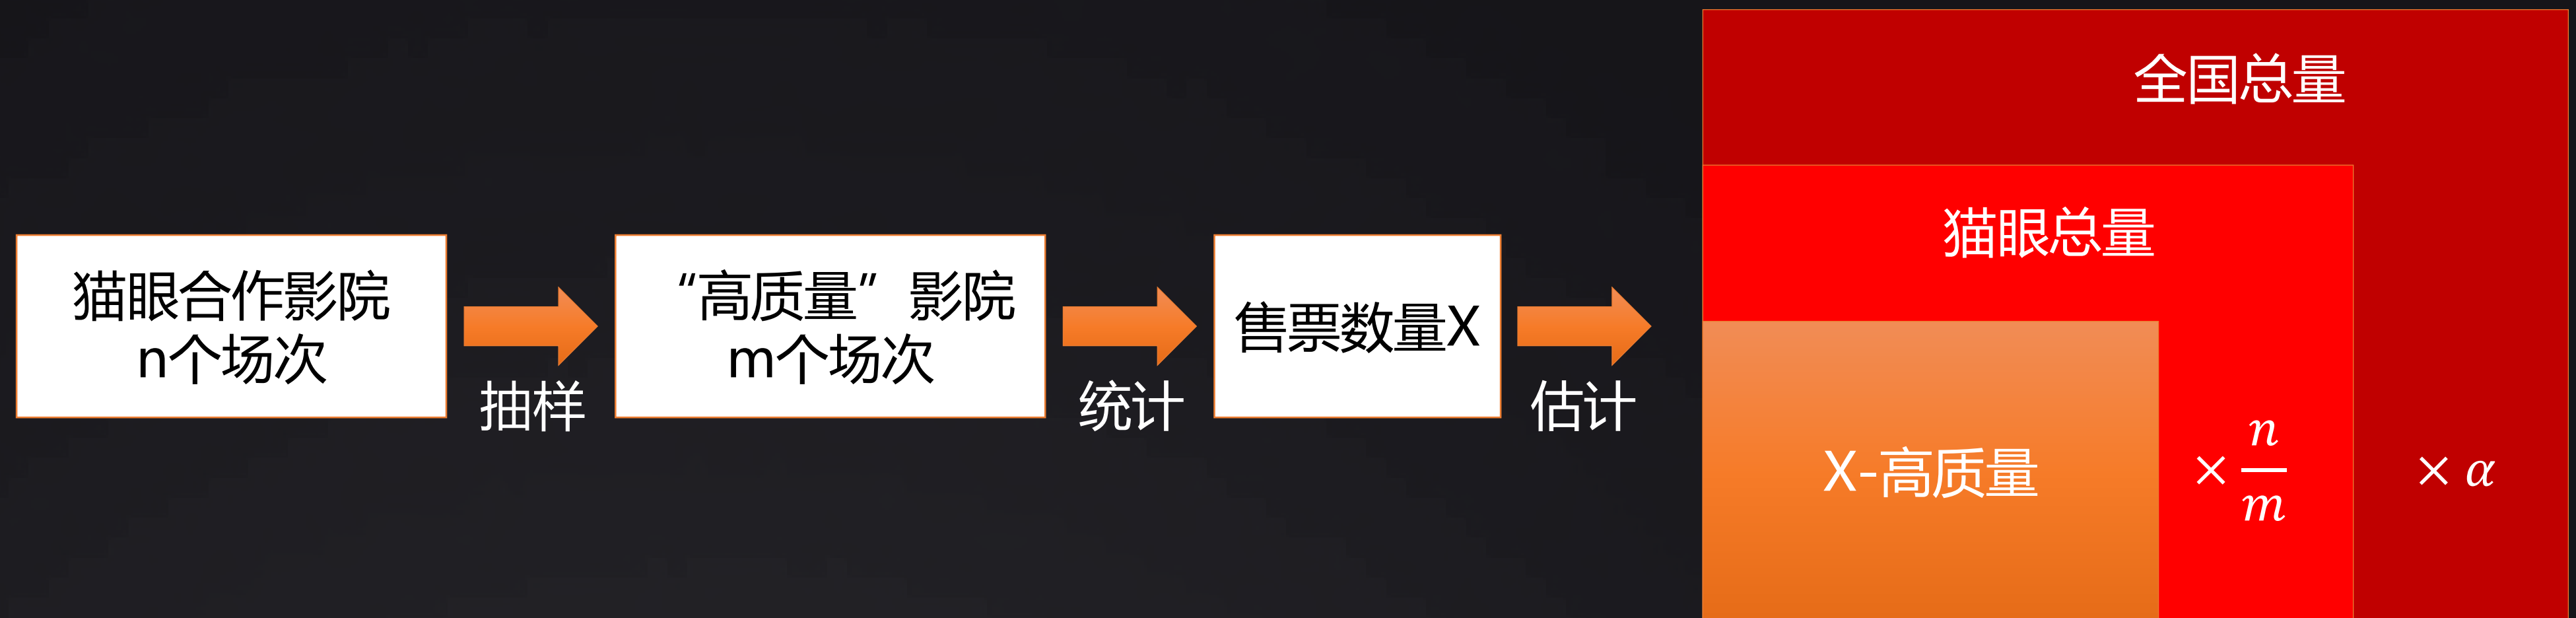 猫眼合作影院
n个场次
抽样
“高质量”影院
m个场次
统计
售票数量X
估计
全国总量
猫眼总量
X-高质量
× n/m
× α